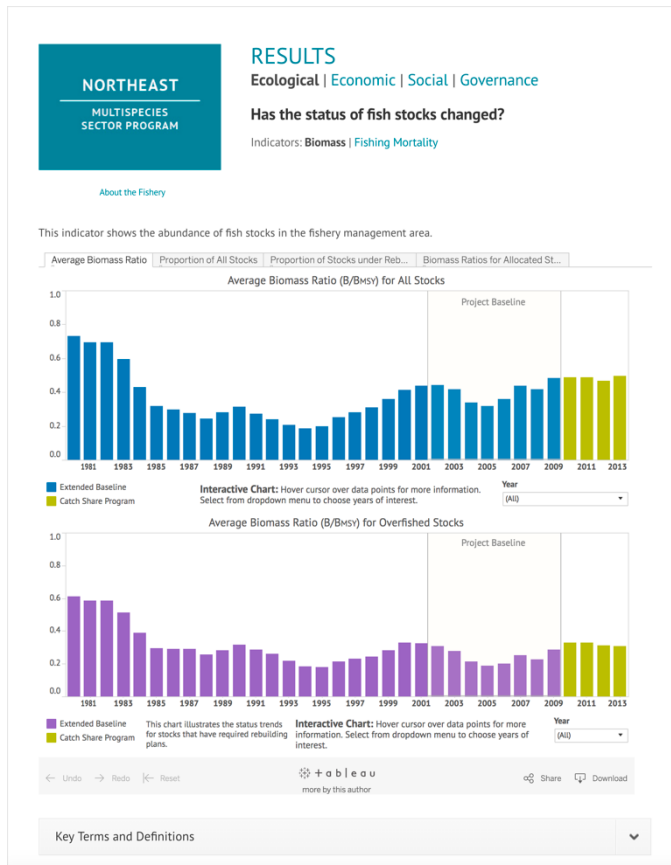 NORTHEAST
MULTISPECIES
SECTOR PROGRAM
About the Fishery
RESULTS
Ecological | Economic | Social | Governance
Has the status of fish stocks changed?
Indicators: Biomass | Fishing Mortality
This indicator shows the abundance of fish stocks in the fishery management area.
Average Biomass Ratio
Proportion of All Stocks
Proportion of Stocks under Reb...
Biomass Ratios for Allocated St...
Average Biomass Ratio (B/BMSY) for All Stocks
Project Baseline
1.0
0.8
0.6
0.4
0.2
0.0
1981 1983 1985 1987 1989 1991 1993 1995 1997 1999 2001 2003 2005 2007 2009 2011 2013
Extended Baseline
Catch Share Program
Interactive Chart: Hover cursor over data points for more information.
Select from dropdown menu to choose years of interest.
Year
(All)
Average Biomass Ratio (B/BMSY) for Overfished Stocks
Project Baseline
1.0
0.8
0.6
0.4
0.2
0.0
1981 1983 1985 1987 1989 1991 1993 1995 1997 1999 2001 2003 2005 2007 2009 2011 2013
Extended Baseline
Catch Share Program
This chart illustrates the status trends
for stocks that have required rebuilding
plans.
Interactive Chart: Hover cursor over data points for more
information. Select from dropdown menu to choose years of
interest.
Year
(All)
Undo
Redo
Reset
+ableau
more by this author
Share
Download
Key Terms and Definitions